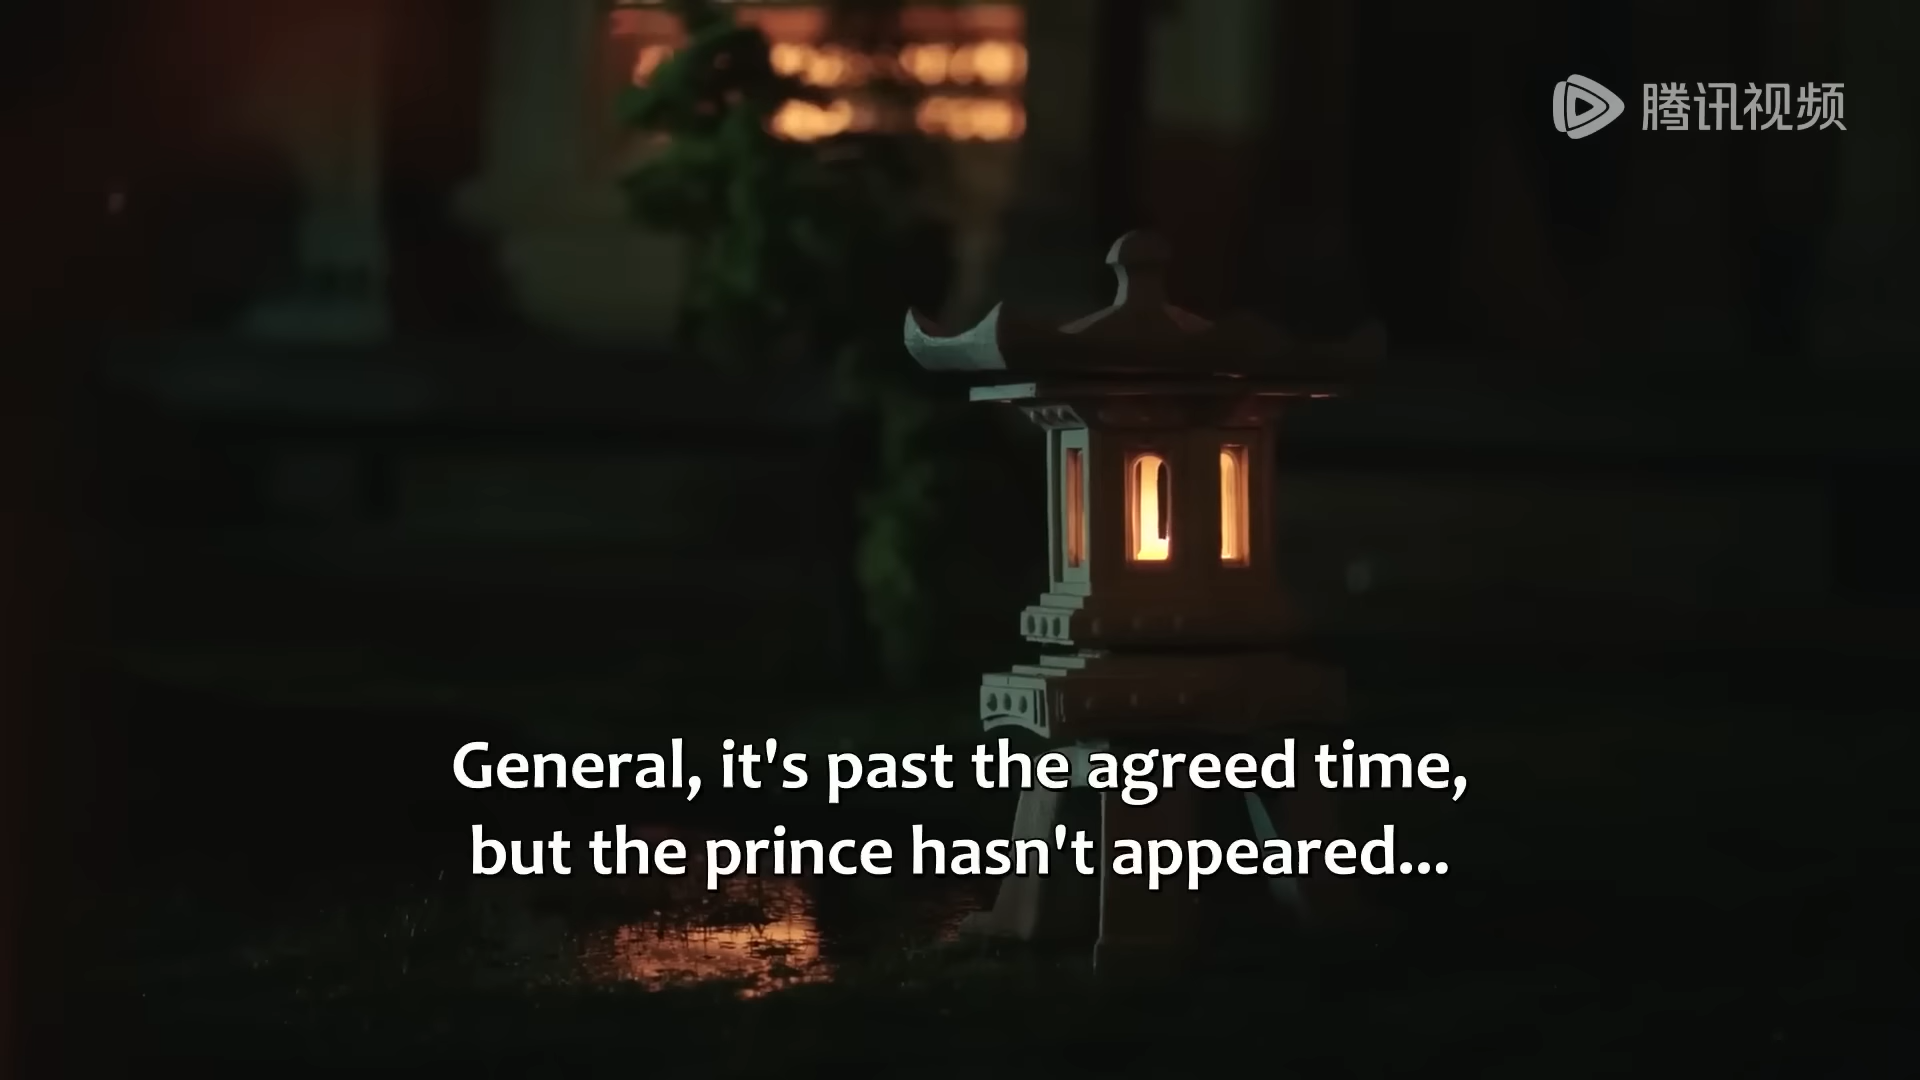 腾讯视频
General, it's past the agreed time,
but the prince hasn't appeared...